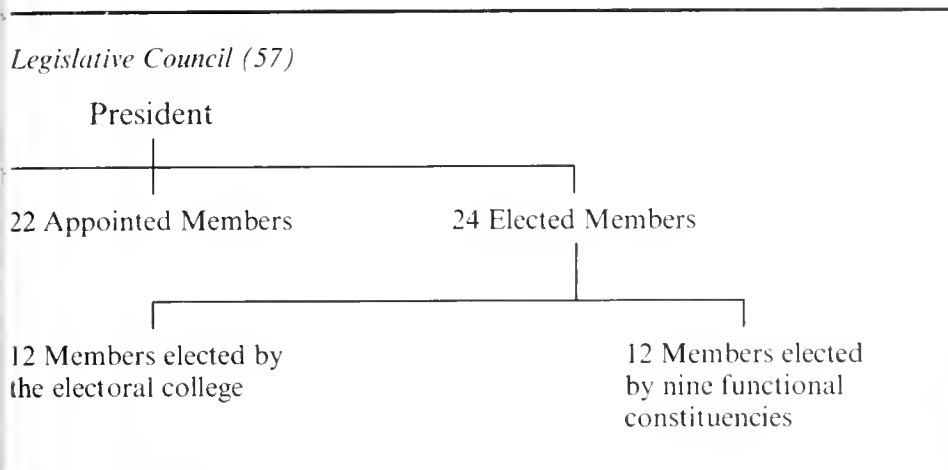 Legislative Council (57)
President
22 Appointed Members
24 Elected Members
12 Members elected by
the electoral college
12 Members elected
by nine functional
constituencies